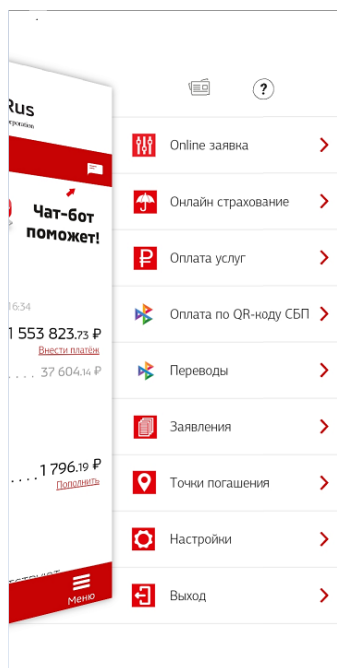 Rus
Чат-бот
поможет!
16:34
1 553 823.73 ₽
Внести платёж
.... 37 604.14 ₽
...1 796.19 ₽
Пополнить
Меню
?
Online заявка
Онлайн страхование
₽ Оплата услуг
Оплата по QR-коду СБП
Переводы
Заявления
Точки погашения
Настройки
Выход